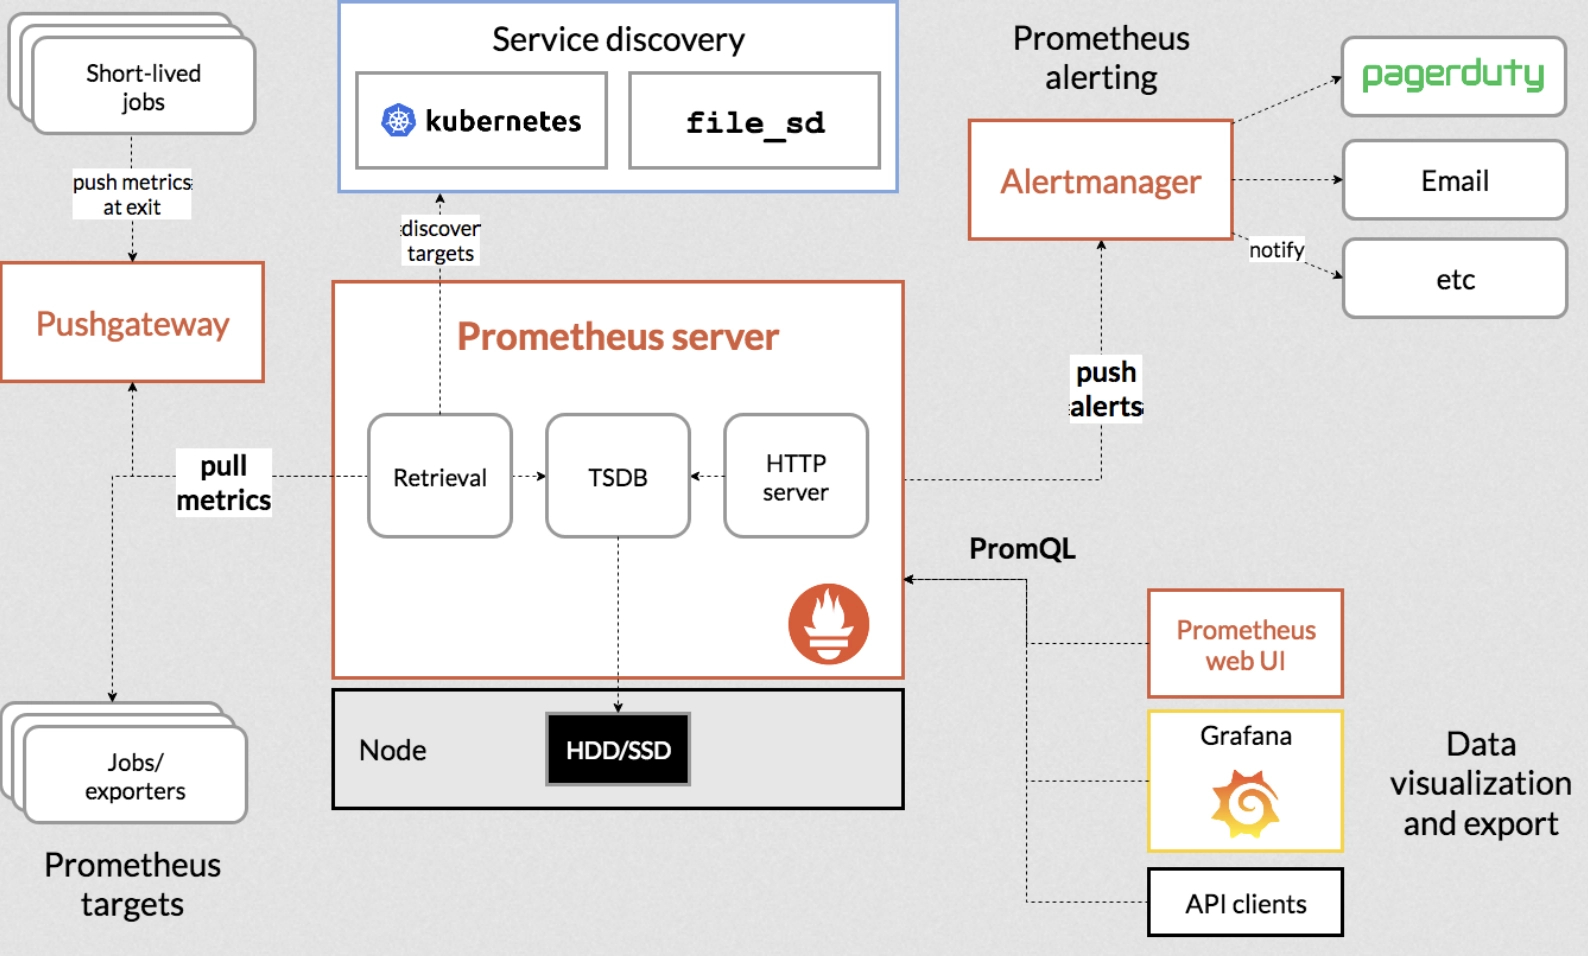 Short-lived
jobs
push metrics
at exit
Pushgateway
pull
metrics
Jobs/
exporters
Prometheus
targets
Service discovery
kubernetes
file_sd
discover
targets
Prometheus server
Retrieval
TSDB
HTTP
server
Node
HDD/SSD
Prometheus
alerting
Alertmanager
pagerduty
Email
notify
etc
push
alerts
PromQL
Prometheus
web UI
Grafana
API clients
Data
visualization
and export